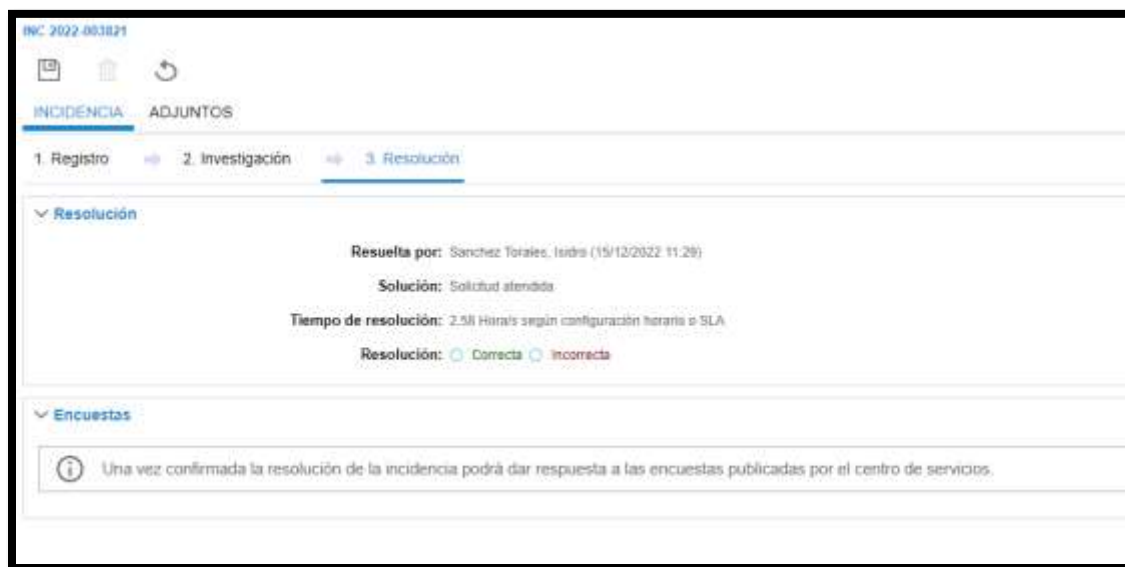 INC 2022-003821
INCIDENCIA ADJUNTOS
1. Registro 2. Investigación 3. Resolución
Resolución
Resuelta por: Sanchez Torales, Isidro (15/12/2022 11:29)
Solución: Solicitud atendida
Tiempo de resolución: 2.58 Hora/s según configuración horario o SLA
Resolución: Correcta Incorrecta
Encuestas
Una vez confirmada la resolución de la incidencia podrá dar respuesta a las encuestas publicadas por el centro de servicios.